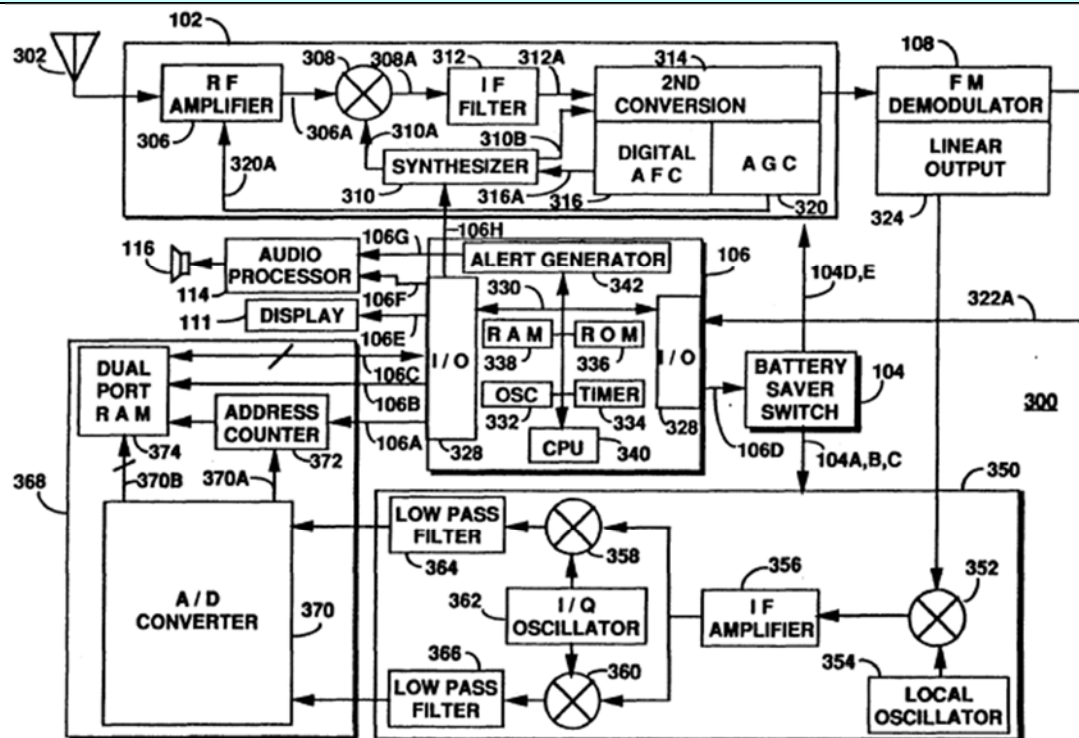 102
108
302
308
308A
312
312A
314
R F
AMPLIFIER
I F
FILTER
2ND
CONVERSION
F M
DEMODULATOR
306
306A
310A
310B
320A
SYNTHESIZER
DIGITAL
A F C
A G C
LINEAR
OUTPUT
310
316A
316
320
324
106H
116
AUDIO
PROCESSOR
106G
ALERT GENERATOR
106
104D,E
114
106F
330
342
322A
111
DISPLAY
106E
I / O
R A M
R O M
I / O
338
336
DUAL
PORT
R A M
106C
BATTERY
SAVER
SWITCH
104
300
106B
OSC
TIMER
ADDRESS
COUNTER
332
334
328
106A
CPU
374
372
328
340
106D
104A,B,C
368
370B
370A
350
LOW PASS
FILTER
364
358
356
352
A / D
CONVERTER
370
362
I / Q
OSCILLATOR
I F
AMPLIFIER
366
360
354
LOW PASS
FILTER
LOCAL
OSCILLATOR